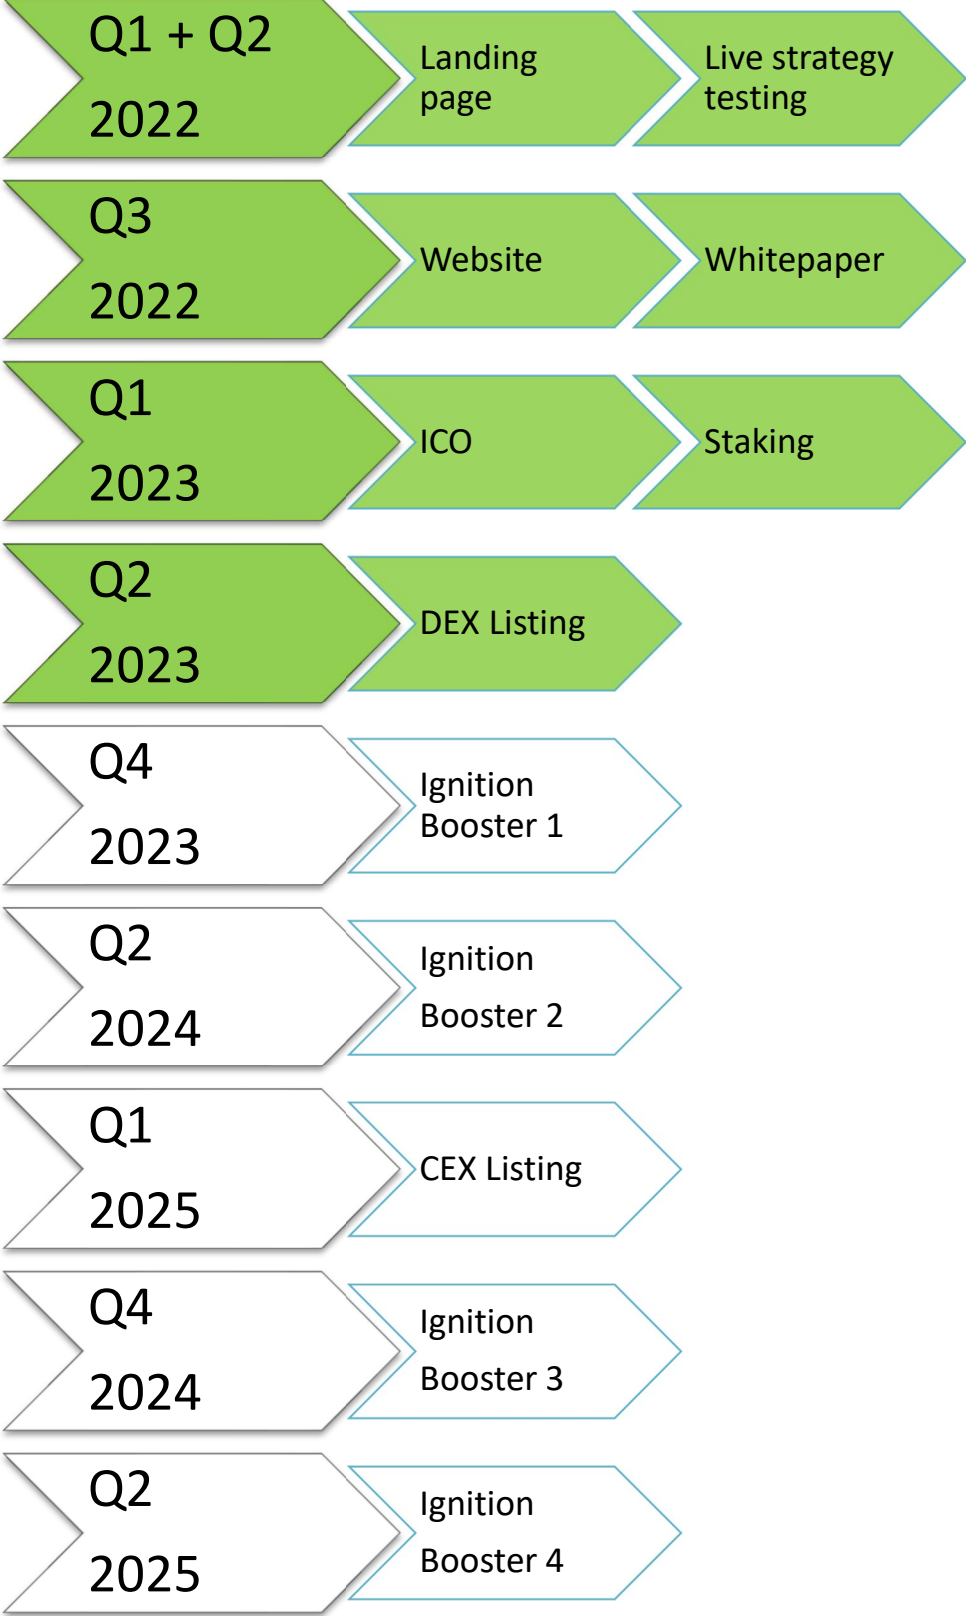 Q1 + Q2
2022
Landing
page
Live strategy
testing
Q3
2022
Website
Whitepaper
Q1
2023
ICO
Staking
Q2
2023
DEX Listing
Q4
2023
Ignition
Booster 1
Q2
2024
Ignition
Booster 2
Q1
2025
CEX Listing
Q4
2024
Ignition
Booster 3
Q2
2025
Ignition
Booster 4